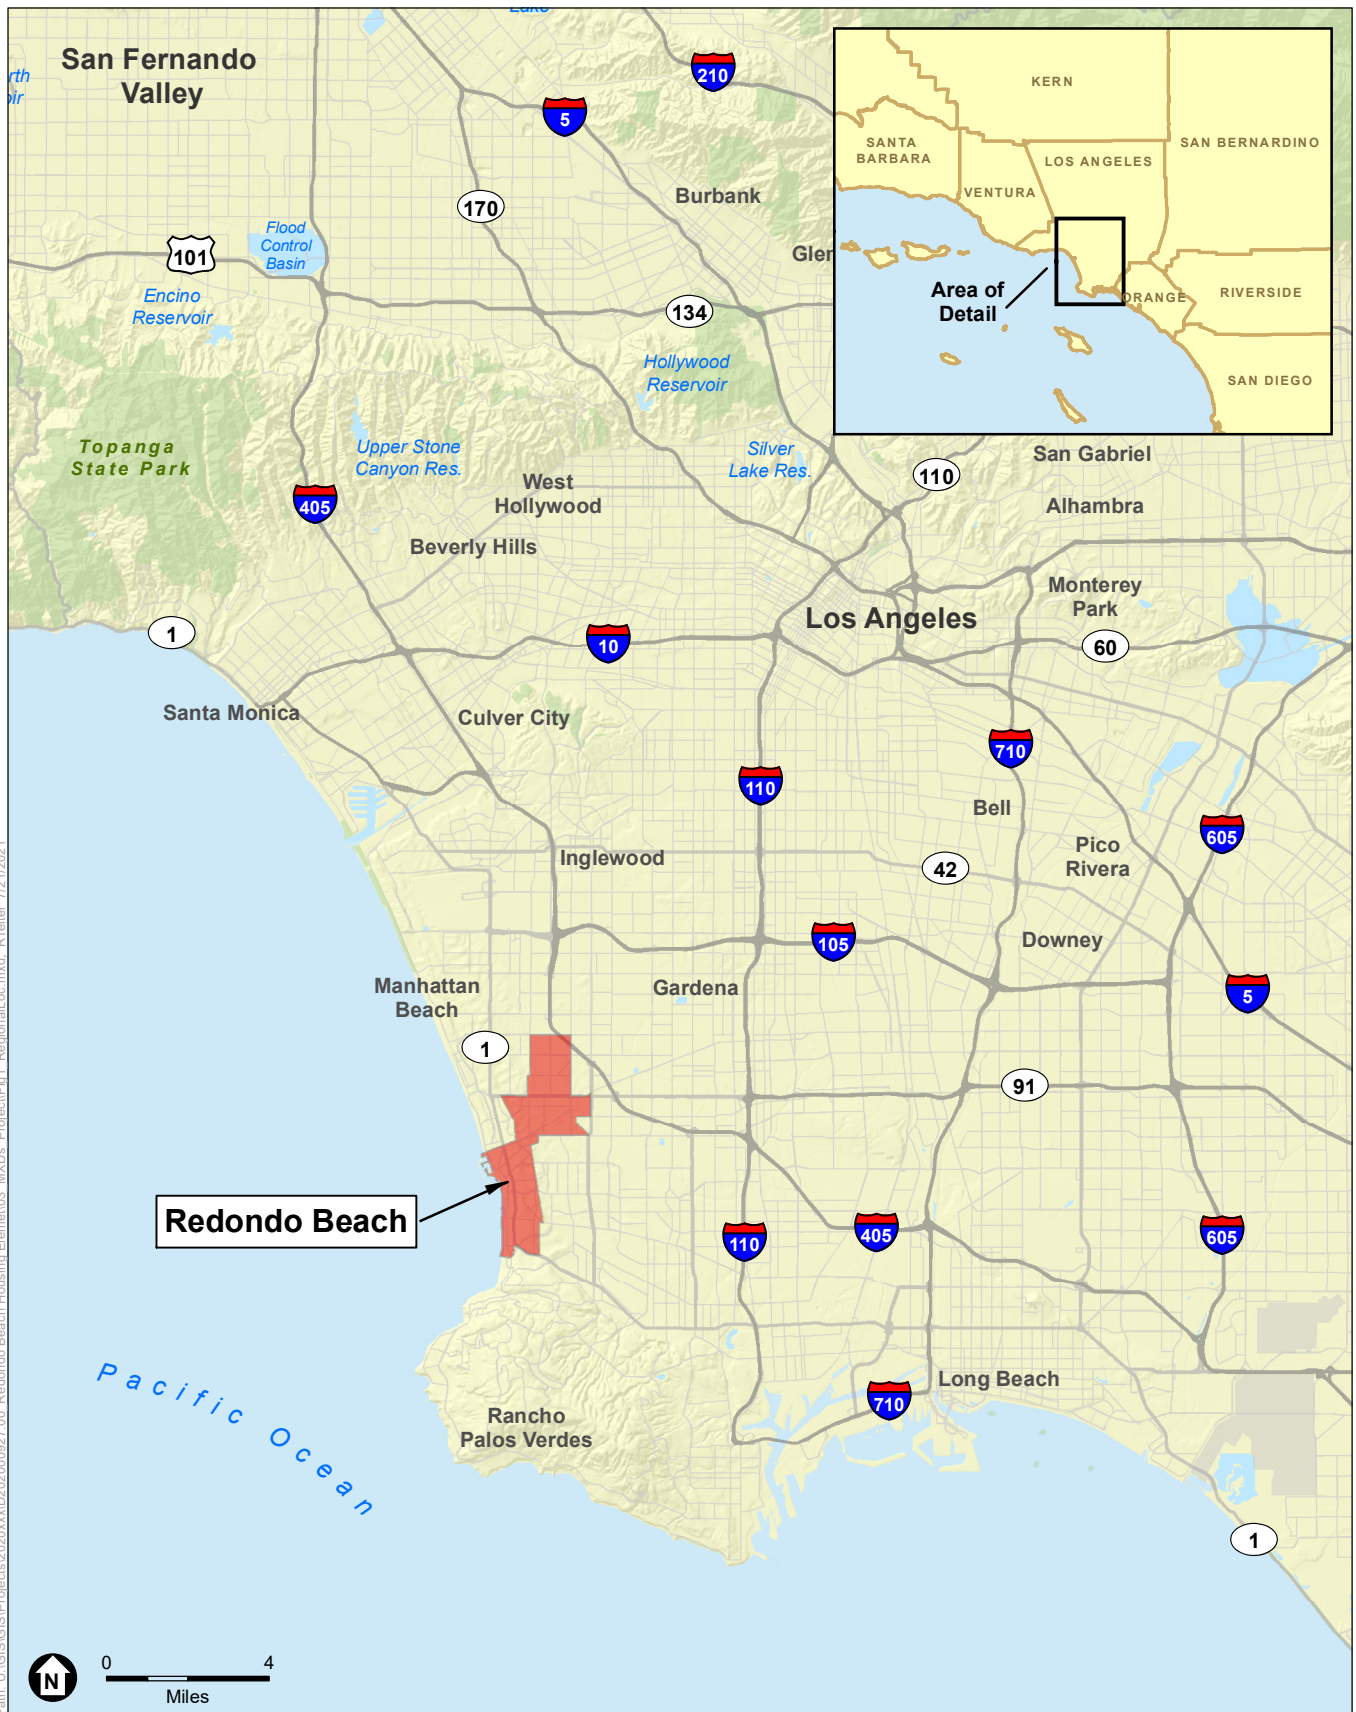 Lake
San Fernando
Valley
rth
oir
210
5
170
Burbank
Flood
Control
Basin
101
Glen
Encino
Reservoir
134
Hollywood
Reservoir
KERN
SANTA
BARBARA
SAN BERNARDINO
LOS ANGELES
VENTURA
Area of
Detail
ORANGE
RIVERSIDE
SAN DIEGO
Topanga
State Park
Upper Stone
Canyon Res.
Silver
Lake Res.
San Gabriel
110
West
Hollywood
405
Alhambra
Beverly Hills
Monterey
Park
Los Angeles
1
10
60
Santa Monica
Culver City
710
110
Bell
605
Pico
Rivera
Inglewood
42
105
Downey
Manhattan
Beach
Gardena
5
1
91
Redondo Beach
110
405
605
Pacific Ocean
Long Beach
710
Rancho
Palos Verdes
1
N
0 4
Miles